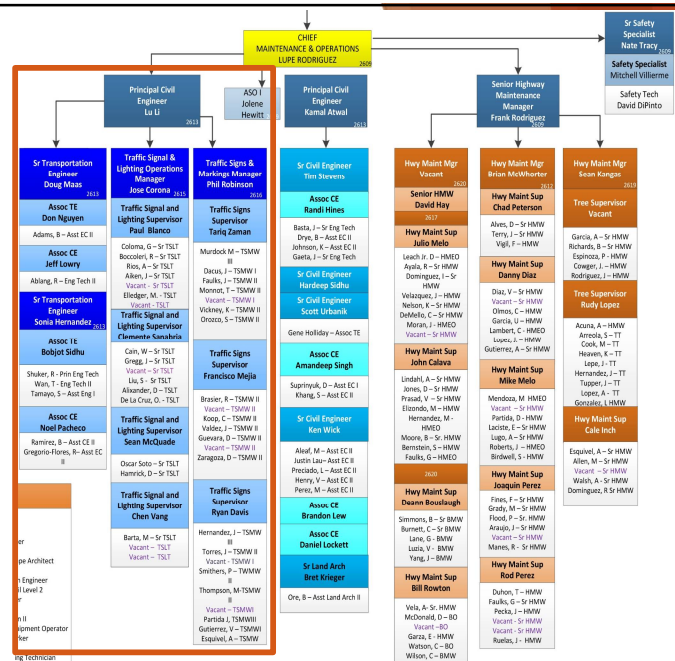 CHIEF
MAINTENANCE & OPERATIONS
LUPE RODRIGUEZ
2609
Sr Safety
Specialist
Nate Tracy
2609
Safety Specialist
Mitchell Villierme
Safety Tech
David DiPinto
Principal Civil
Engineer
Lu Li
2613
ASO I
Jolene
Hewitt
Principal Civil
Engineer
Kamal Atwal
2613
Senior Highway
Maintenance
Manager
Frank Rodriguez
2609
Sr Transportation
Engineer
Doug Maas
2613
Assoc TE
Don Nguyen
Adams, B – Asst EC II
Assoc CE
Jeff Lowry
Ablang, R – Eng Tech II
Sr Transportation
Engineer
Sonia Hernandez
2613
Assoc TE
Bobjot Sidhu
Shuker, R - Prin Eng Tech
Wan, T - Eng Tech II
Tamayo, S – Asst Eng I
Assoc CE
Noel Pacheco
Ramirez, B – Asst CE II
Gregorio-Flores, R– Asst EC
II
Traffic Signal &
Lighting Operations
Manager
Jose Corona
2615
Traffic Signal and
Lighting Supervisor
Paul Blanco
Coloma, G – Sr TSLT
Boccoleri, R – Sr TSLT
Rios, A – Sr TSLT
Aiken, J – Sr TSLT
Vacant - Sr TSLT
Elledger, M. - TSLT
Vacant - TSLT
Traffic Signal and
Lighting Supervisor
Clemente Sanabria
Cain, W – Sr TSLT
Gregg, J – Sr TSLT
Vacant – Sr TSLT
Liu, S - Sr TSLT
Alixander, D – TSLT
De La Cruz, O. - TSLT
Traffic Signal and
Lighting Supervisor
Sean McQuade
Oscar Soto – Sr TSLT
Hamrick, D – Sr TSLT
Traffic Signal and
Lighting Supervisor
Chen Vang
Barta, M – Sr TSLT
Vacant – TSLT
Vacant – TSLT
Traffic Signs &
Markings Manager
Phil Robinson
2616
Traffic Signs
Supervisor
Tariq Zaman
Murdock M – TSMW
III
Dacus, J – TSMW I
Faulks, J – TSMW II
Monnot, T – TSMW II
Vacant – TSMW I
Vickney, K – TSMW II
Orozco, S – TSMW II
Traffic Signs
Supervisor
Francisco Mejia
Brasier, R – TSMW II
Vacant – TSMW II
Koop, C – TSMW II
Valdez, J – TSMW II
Guevara, D – TSMW II
Vacant – TSMW II
Zaragoza, D – TSMW II
Traffic Signs
Supervisor
Ryan Davis
Hernandez, J – TSMW
III
Torres, J – TSMW II
Vacant - TSMW I
Smithers, P – TWMW
II
Thompson, M-TSMW
II
Vacant – TSMWI
Partida J, TSMWIII
Gutierrez, V – TSMWI
Esquivel, A – TSMW
Sr Civil Engineer
Tim Stevens
Assoc CE
Randi Hines
Basta, J – Sr Eng Tech
Drye, B – Asst EC II
Johnson, K – Asst EC II
Gaeta, J – Sr Eng Tech
Sr Civil Engineer
Hardeep Sidhu
Sr Civil Engineer
Scott Urbanik
Gene Holliday – Assoc TE
Assoc CE
Amandeep Singh
Suprinyuk, D – Asst EC I
Khang, S – Asst EC II
Sr Civil Engineer
Ken Wick
Aleaf, M – Asst EC II
Justin Lau– Asst EC II
Preciado, L – Asst EC II
Henry, V – Asst EC II
Perez, M – Asst EC II
Assoc CE
Brandon Lew
Assoc CE
Daniel Lockett
Sr Land Arch
Bret Krieger
Ore, B – Asst Land Arch II
Hwy Maint Mgr
Vacant
2620
Senior HMW
David Hay
2617
Hwy Maint Sup
Julio Melo
Leach Jr. D – HMEO
Ayala, R – Sr HMW
Dominguez, I – Sr
HMW
Velazquez, J – HMW
Nelson, K – Sr HMW
DeMello, C – Sr HMW
Moran, J - HMEO
Vacant – Sr HMW
Hwy Maint Sup
John Calava
Lindahl, A – Sr HMW
Jones, D – Sr HMW
Prasad, V – Sr HMW
Elizondo, M – HMW
Hernandez, M -
HMEO
Moore, B – Sr. HMW
Bernstein, S – HMW
Faulks, G – HMEO
2620
Hwy Maint Sup
Deann Bouslaugh
Simmons, B – Sr BMW
Burnett, C – Sr BMW
Lane, G - BMW
Luzia, V – BMW
Yang, J – BMW
Hwy Maint Sup
Bill Rowton
Vela, A- Sr. HMW
McDonald, D – BO
Vacant –BO
Garza, E - HMW
Watson, C – BO
Wilson, C – BMW
Hwy Maint Mgr
Brian McWhorter
2612
Hwy Maint Sup
Chad Peterson
Alves, D – Sr HMW
Terry, J – Sr HMW
Vigil, F – HMW
Hwy Maint Sup
Danny Diaz
Diaz, V – Sr HMW
Vacant – Sr HMW
Olmos, C – HMW
Garcia, U – HMW
Lambert, C - HMEO
Lopez, J. – HMW
Gutierrez, A – Sr HMW
Hwy Maint Sup
Mike Melo
Mendoza, M HMEO
Vacant – Sr HMW
Partida, D - HMW
Laciste, E – Sr HMW
Lugo, A – Sr HMW
Roberts, J – HMEO
Birdwell, S - HMW
Hwy Maint Sup
Joaquin Perez
Fines, F – Sr HMW
Grady, M – Sr HMW
Flood, P – Sr HMW
Araujo, J – Sr HMW
Vacant – Sr HMW
Manes, R - Sr HMW
Hwy Maint Sup
Rod Perez
Duhon, T – HMW
Faulks, G – Sr HMW
Pecka, J – HMW
Vacant - Sr HMW
Vacant - Sr HMW
Ruelas, J - HMW
Hwy Maint Mgr
Sean Kangas
2619
Tree Supervisor
Vacant
Garcia, A – Sr HMW
Richards, B – Sr HMW
Espinoza, P - HMW
Cowger, J. – HMW
Rodriguez, J – HMW
Tree Supervisor
Rudy Lopez
Acuna, A – HMW
Arreola, S – TT
Cook, M – TT
Heaven, K – TT
Lepe, J - TT
Hernandez, J – TT
Tupper, J – TT
Lopez, A - TT
Gonzalez, L HMW
Hwy Maint Sup
Cale Inch
Esquivel, A – Sr HMW
Allen, M – Sr HMW
Vacant – Sr HMW
Walsh, A - Sr HMW
Dominguez, R Sr HMW
er
pe Architect
n Engineer
il Level 2
r
n II
uipment Operator
rker
ing Technician